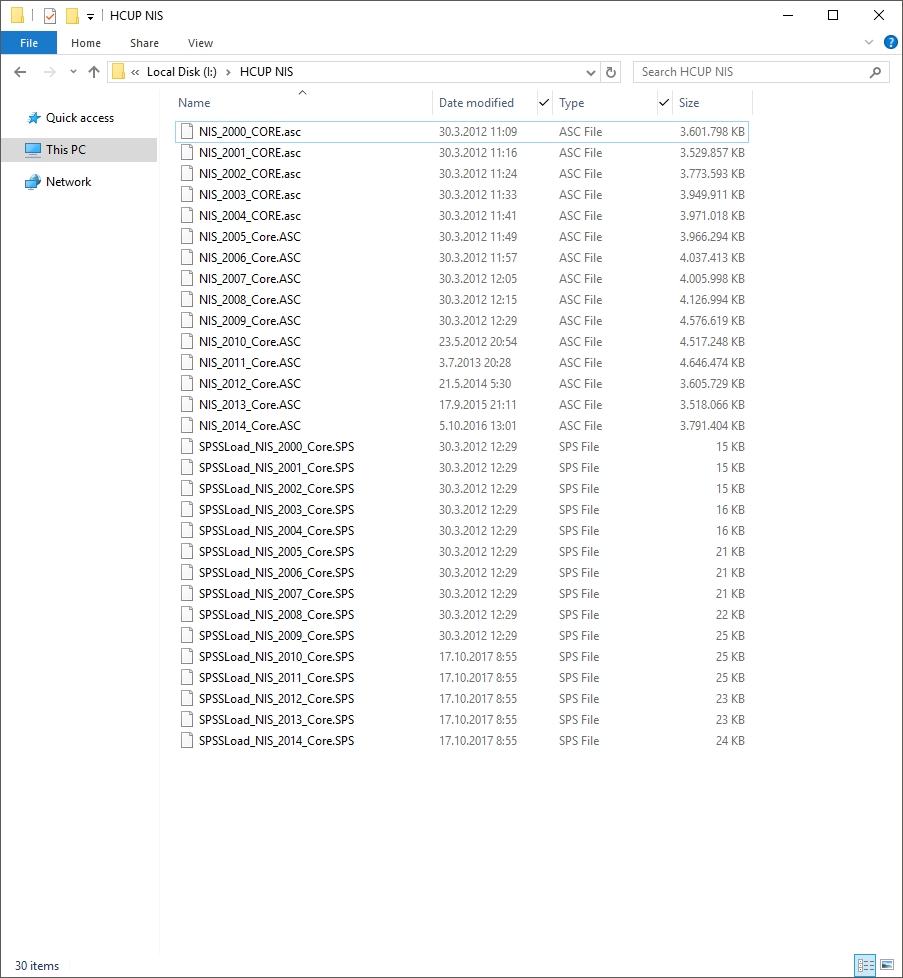 HCUP NIS
File Home Share View
« Local Disk (I:) › HCUP NIS Search HCUP NIS
Quick access
This PC
Network
Name Date modified Type Size
NIS_2000_CORE.asc 30.3.2012 11:09 ASC File 3.601.798 KB
NIS_2001_CORE.asc 30.3.2012 11:16 ASC File 3.529.857 KB
NIS_2002_CORE.asc 30.3.2012 11:24 ASC File 3.773.593 KB
NIS_2003_CORE.asc 30.3.2012 11:33 ASC File 3.949.911 KB
NIS_2004_CORE.asc 30.3.2012 11:41 ASC File 3.971.018 KB
NIS_2005_Core.ASC 30.3.2012 11:49 ASC File 3.966.294 KB
NIS_2006_Core.ASC 30.3.2012 11:57 ASC File 4.037.413 KB
NIS_2007_Core.ASC 30.3.2012 12:05 ASC File 4.005.998 KB
NIS_2008_Core.ASC 30.3.2012 12:15 ASC File 4.126.994 KB
NIS_2009_Core.ASC 30.3.2012 12:29 ASC File 4.576.619 KB
NIS_2010_Core.ASC 23.5.2012 20:54 ASC File 4.517.248 KB
NIS_2011_Core.ASC 3.7.2013 20:28 ASC File 4.646.474 KB
NIS_2012_Core.ASC 21.5.2014 5:30 ASC File 3.605.729 KB
NIS_2013_Core.ASC 17.9.2015 21:11 ASC File 3.518.066 KB
NIS_2014_Core.ASC 5.10.2016 13:01 ASC File 3.791.404 KB
SPSSLoad_NIS_2000_Core.SPS 30.3.2012 12:29 SPS File 15 KB
SPSSLoad_NIS_2001_Core.SPS 30.3.2012 12:29 SPS File 15 KB
SPSSLoad_NIS_2002_Core.SPS 30.3.2012 12:29 SPS File 15 KB
SPSSLoad_NIS_2003_Core.SPS 30.3.2012 12:29 SPS File 16 KB
SPSSLoad_NIS_2004_Core.SPS 30.3.2012 12:29 SPS File 16 KB
SPSSLoad_NIS_2005_Core.SPS 30.3.2012 12:29 SPS File 21 KB
SPSSLoad_NIS_2006_Core.SPS 30.3.2012 12:29 SPS File 21 KB
SPSSLoad_NIS_2007_Core.SPS 30.3.2012 12:29 SPS File 21 KB
SPSSLoad_NIS_2008_Core.SPS 30.3.2012 12:29 SPS File 22 KB
SPSSLoad_NIS_2009_Core.SPS 30.3.2012 12:29 SPS File 25 KB
SPSSLoad_NIS_2010_Core.SPS 17.10.2017 8:55 SPS File 25 KB
SPSSLoad_NIS_2011_Core.SPS 17.10.2017 8:55 SPS File 25 KB
SPSSLoad_NIS_2012_Core.SPS 17.10.2017 8:55 SPS File 23 KB
SPSSLoad_NIS_2013_Core.SPS 17.10.2017 8:55 SPS File 23 KB
SPSSLoad_NIS_2014_Core.SPS 17.10.2017 8:55 SPS File 24 KB
30 items